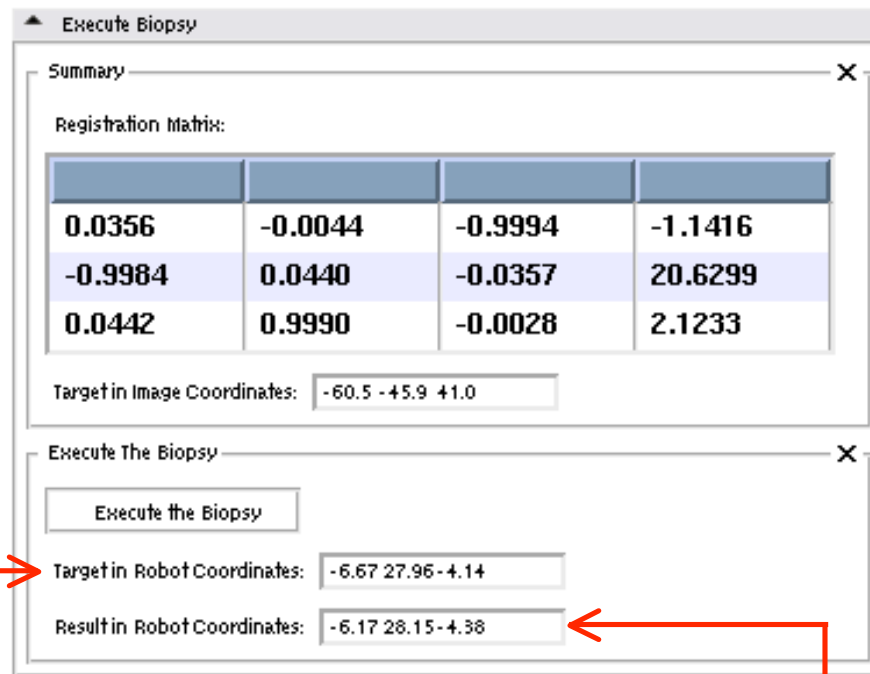 Execute Biopsy
Summary
Registration Matrix:
0.0356 -0.0044 -0.9994 -1.1416
-0.9984 0.0440 -0.0357 20.6299
0.0442 0.9990 -0.0028 2.1233
Target in Image Coordinates: -60.5 -45.9 41.0
Execute The Biopsy
Execute the Biopsy
Target in Robot Coordinates: -6.67 27.96 -4.14
Result in Robot Coordinates: -6.17 28.15 -4.38